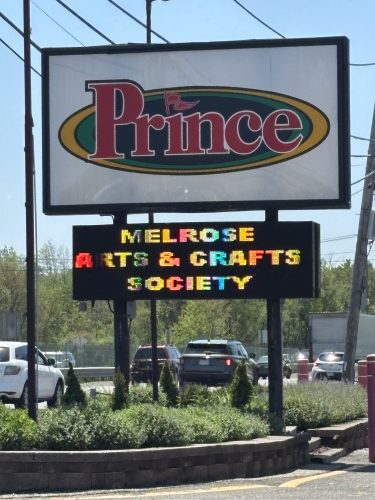 Prince
MELROSE
ARTS & CRAFTS
SOCIETY